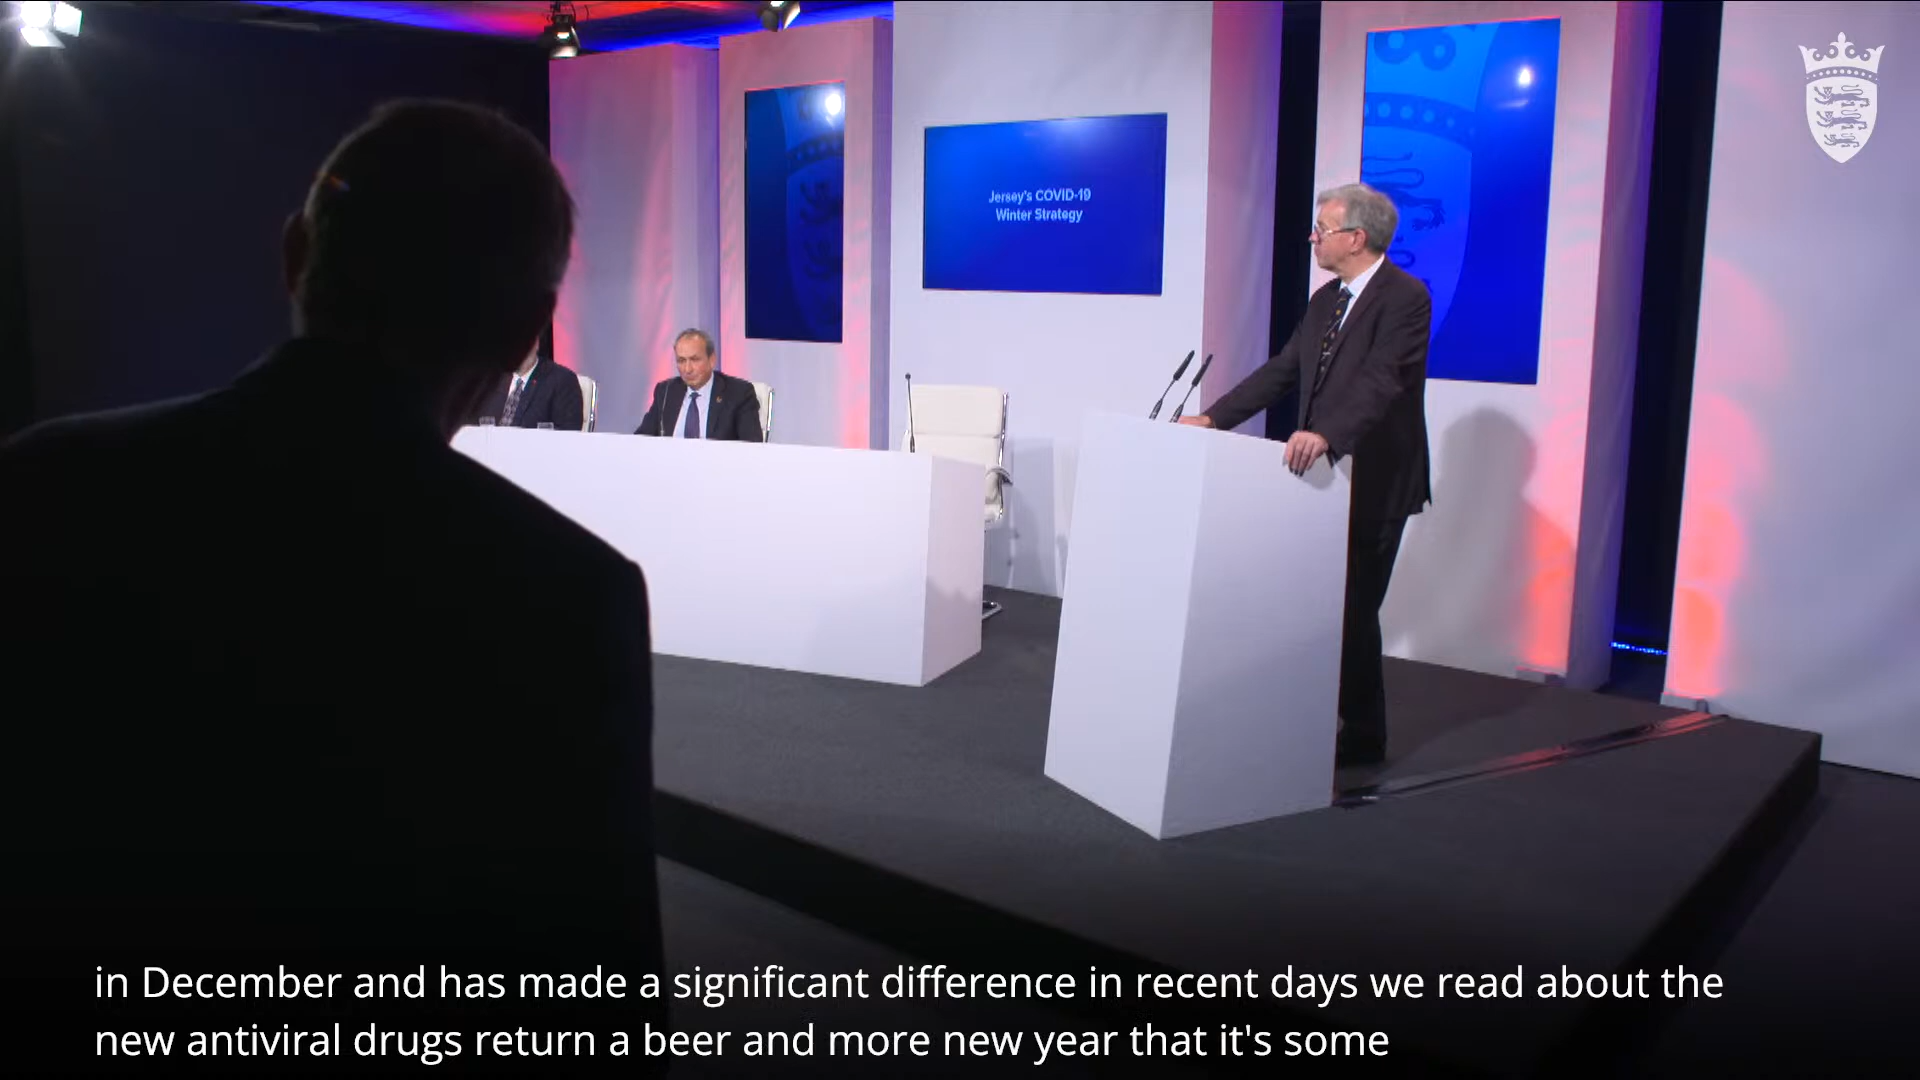 Jersey's COVID-19
Winter Strategy
in December and has made a significant difference in recent days we read about the
new antiviral drugs return a beer and more new year that it's some